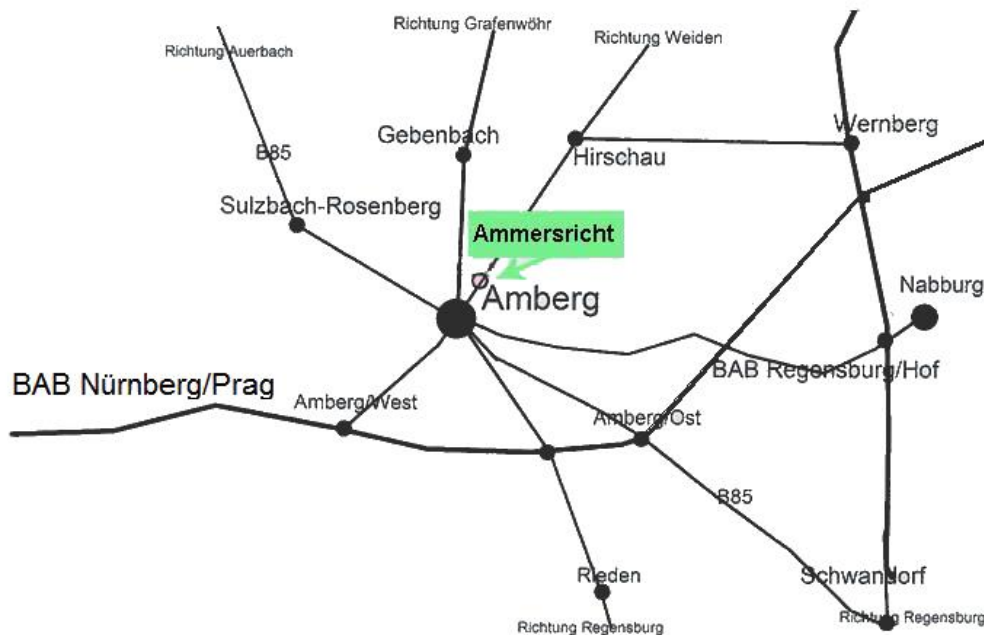 Richtung Grafenwöhr
Richtung Weiden
Richtung Auerbach
Gebenbach
Wernberg
B85
Hirschau
Sulzbach-Rosenberg
Ammersricht
Nabburg
Amberg
BAB Regensburg/Hof
BAB Nürnberg/Prag
Amberg/West
Amberg/Ost
B85
Rieden
Schwandorf
Richtung Regensburg
Richtung Regensburg